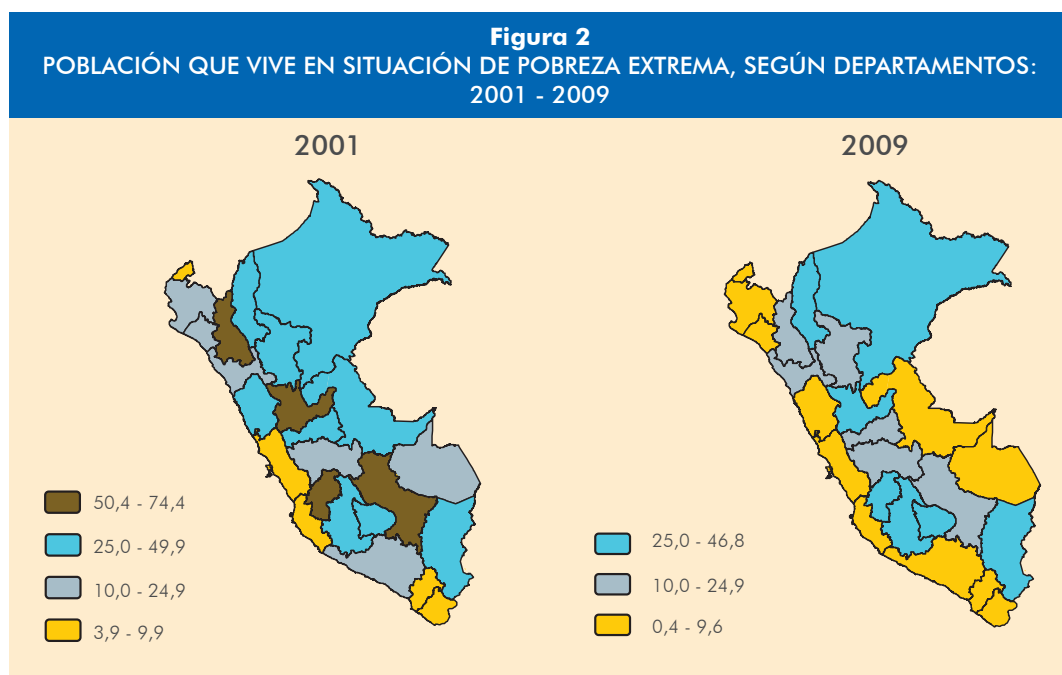 Figura 2
POBLACIÓN QUE VIVE EN SITUACIÓN DE POBREZA EXTREMA, SEGÚN DEPARTAMENTOS:
2001 - 2009
2001
2009
50,4 - 74,4
25,0 - 49,9
10,0 - 24,9
3,9 - 9,9
25,0 - 46,8
10,0 - 24,9
0,4 - 9,6